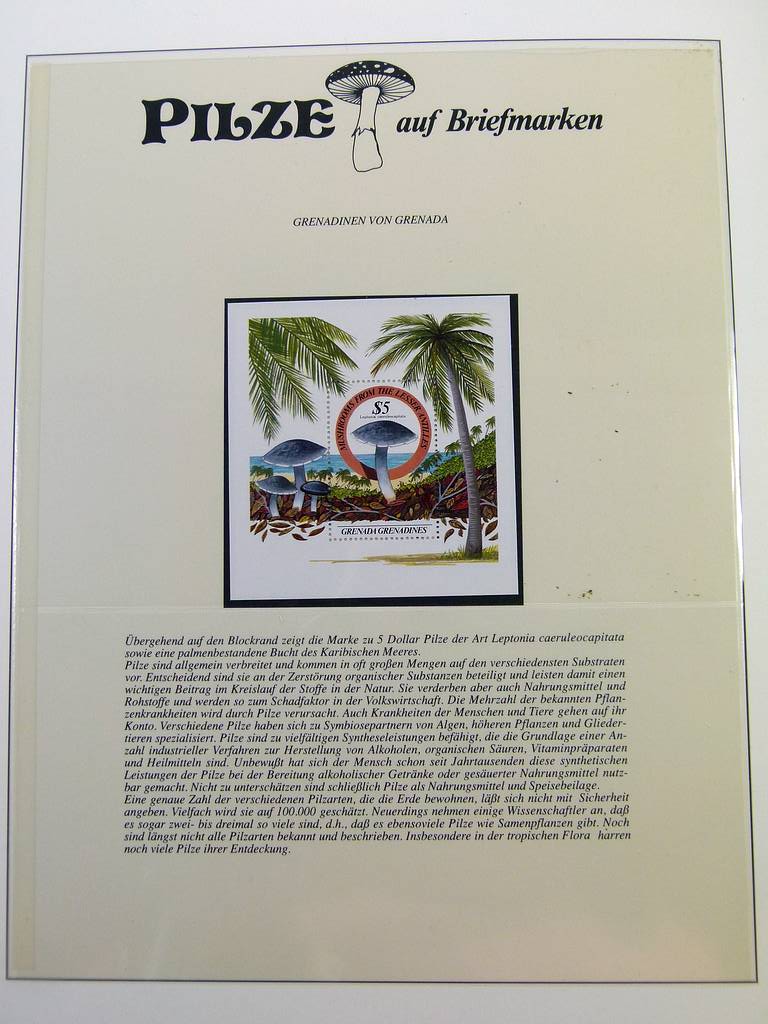 PILZE auf Briefmarken
GRENADINEN VON GRENADA
MUSHROOMS FROM THE LESSER ANTILLES
$5
Leptonia caeruleocapitata
GRENADA GRENADINES
Übergehend auf den Blockrand zeigt die Marke zu 5 Dollar Pilze der Art Leptonia caeruleocapitata
sowie eine palmenbestandene Bucht des Karibischen Meeres.
Pilze sind allgemein verbreitet und kommen in oft großen Mengen auf den verschiedensten Substraten
vor. Entscheidend sind sie an der Zerstörung organischer Substanzen beteiligt und leisten damit einen
wichtigen Beitrag im Kreislauf der Stoffe in der Natur. Sie verderben aber auch Nahrungsmittel und
Rohstoffe und werden so zum Schadfaktor in der Volkswirtschaft. Die Mehrzahl der bekannten Pflan-
zenkrankheiten wird durch Pilze verursacht. Auch Krankheiten der Menschen und Tiere gehen auf ihr
Konto. Verschiedene Pilze haben sich zu Symbiosepartnern von Algen, höheren Pflanzen und Glieder-
tieren spezialisiert. Pilze sind zu vielfältigen Syntheseleistungen befähigt, die die Grundlage einer An-
zahl industrieller Verfahren zur Herstellung von Alkoholen, organischen Säuren, Vitaminpräparaten
und Heilmitteln sind. Unbewußt hat sich der Mensch schon seit Jahrtausenden diese synthetischen
Leistungen der Pilze bei der Bereitung alkoholischer Getränke oder gesäuerter Nahrungsmittel nutz-
bar gemacht. Nicht zu unterschätzen sind schließlich Pilze als Nahrungsmittel und Speisebeilage.
Eine genaue Zahl der verschiedenen Pilzarten, die die Erde bewohnen, läßt sich nicht mit Sicherheit
angeben. Vielfach wird sie auf 100.000 geschätzt. Neuerdings nehmen einige Wissenschaftler an, daß
es sogar zwei- bis dreimal so viele sind, d.h., daß es ebensoviele Pilze wie Samenpflanzen gibt. Noch
sind längst nicht alle Pilzarten bekannt und beschrieben. Insbesondere in der tropischen Flora harren
noch viele Pilze ihrer Entdeckung.